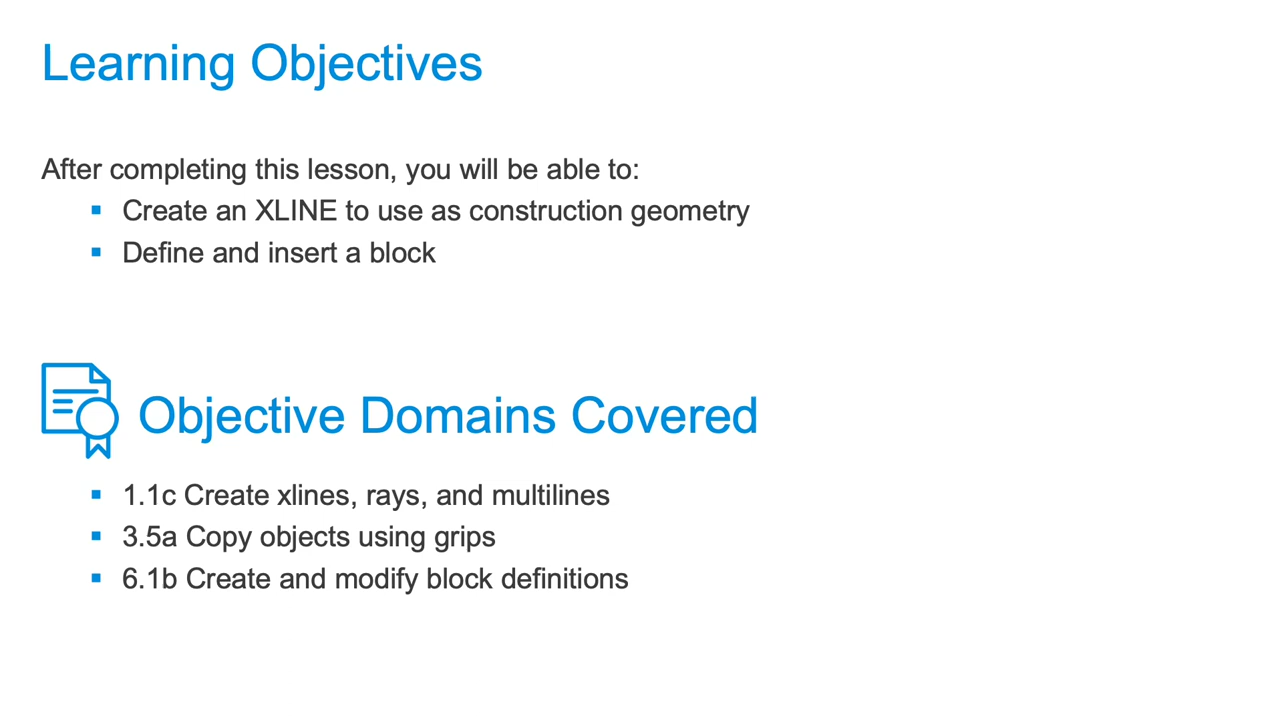 Learning Objectives
After completing this lesson, you will be able to:
▪ Create an XLINE to use as construction geometry
▪ Define and insert a block
Objective Domains Covered
▪ 1.1c Create xlines, rays, and multilines
▪ 3.5a Copy objects using grips
▪ 6.1b Create and modify block definitions